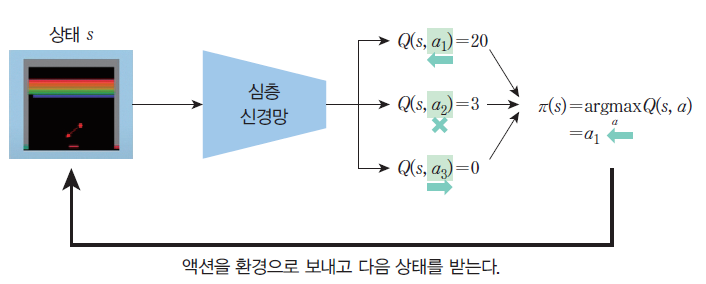 상태 s
심층
신경망
Q(s, a₁)=20
Q(s, a₂)=3
Q(s, a₃)=0
π(s)=argmaxQ(s, a)
a
=a₁
액션을 환경으로 보내고 다음 상태를 받는다.